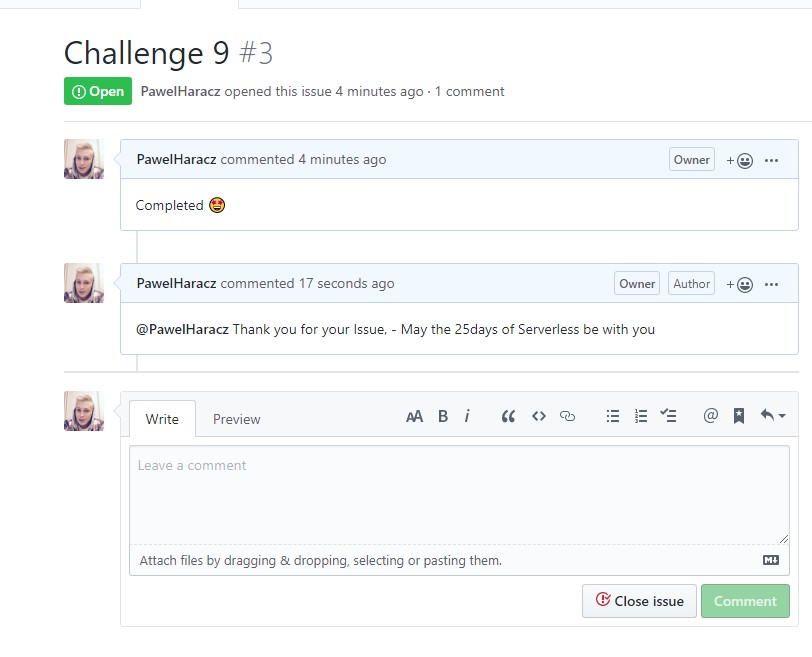 Challenge 9 #3
Open PawelHaracz opened this issue 4 minutes ago · 1 comment
PawelHaracz commented 4 minutes ago Owner
Completed 🤩
PawelHaracz commented 17 seconds ago Owner Author
@PawelHaracz Thank you for your Issue, - May the 25days of Serverless be with you
Write Preview AA B i @
Leave a comment
Attach files by dragging & dropping, selecting or pasting them.
Close issue Comment